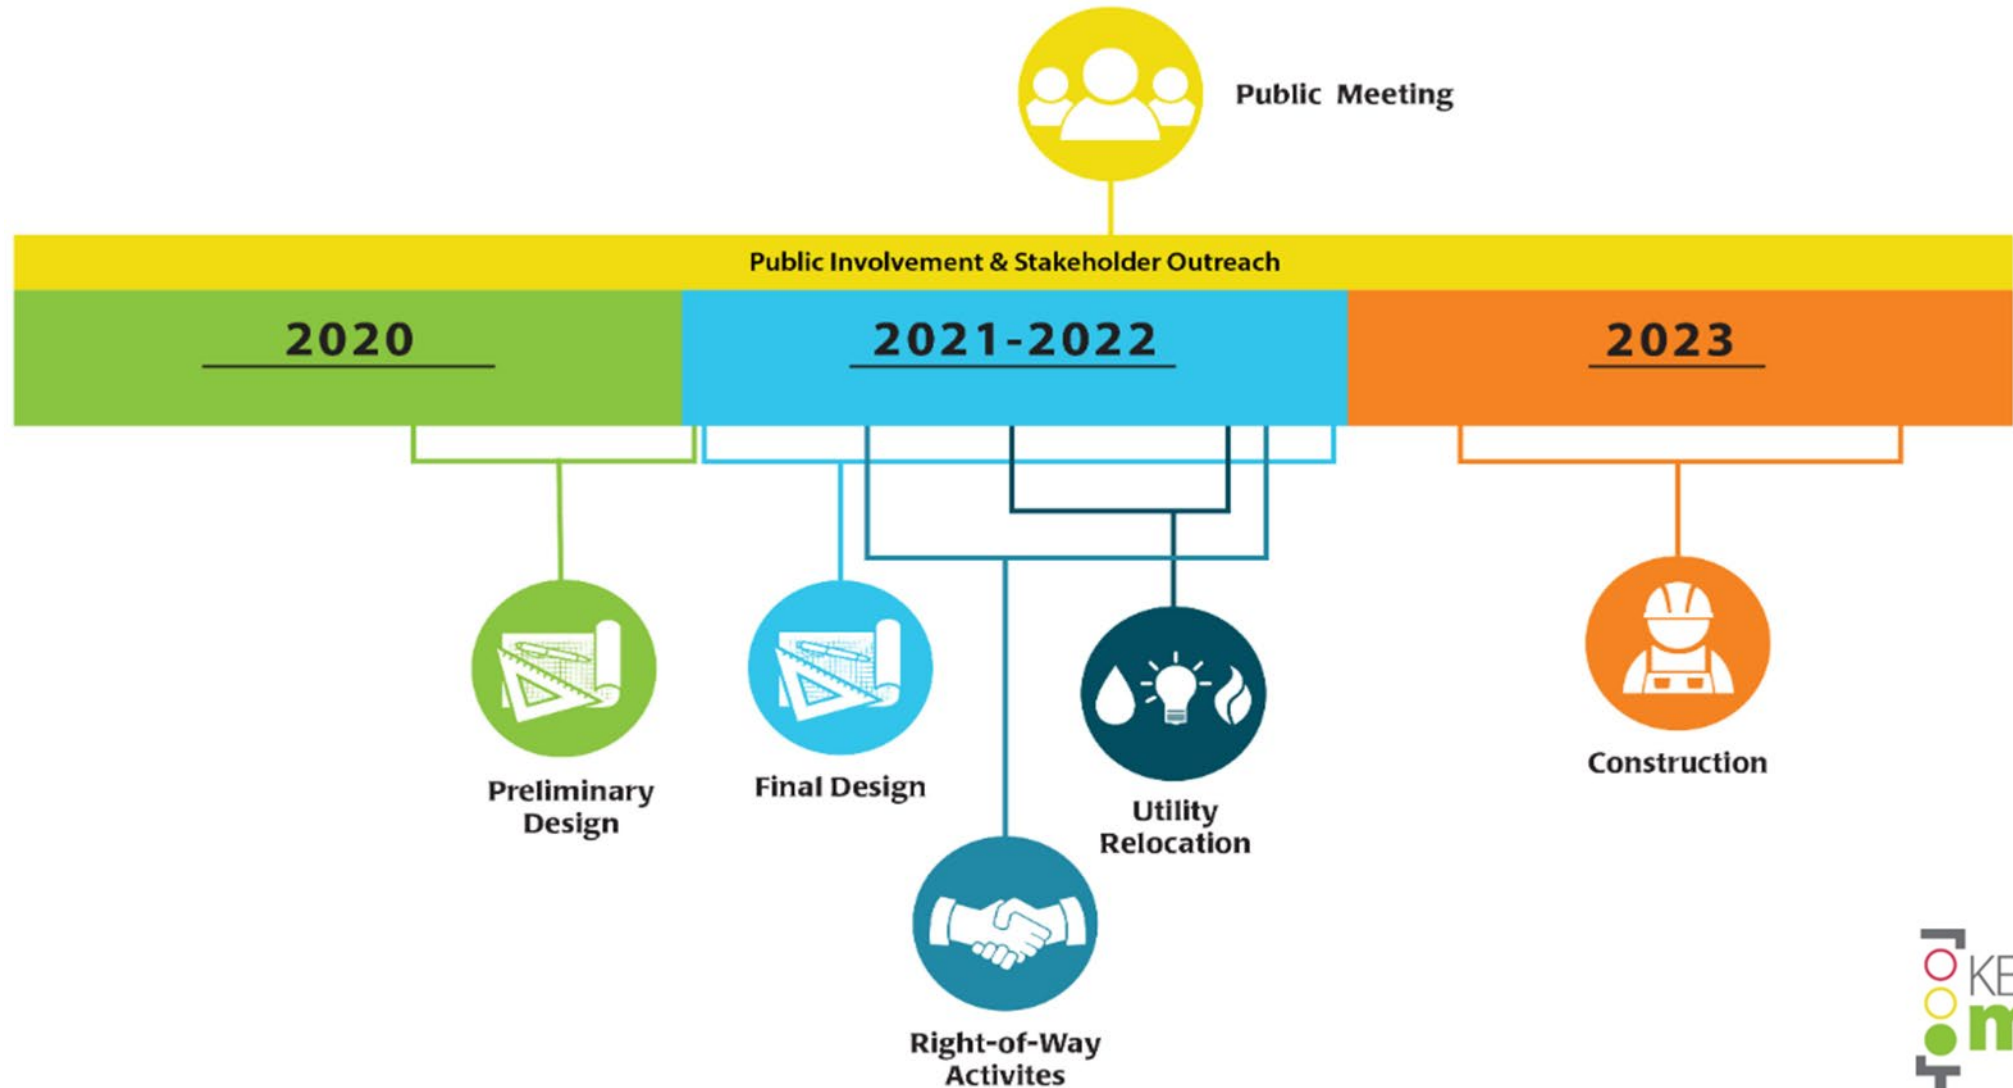 Public Meeting
Public Involvement & Stakeholder Outreach
2020
2021-2022
2023
Preliminary
Design
Final Design
Utility
Relocation
Construction
Right-of-Way
Activites